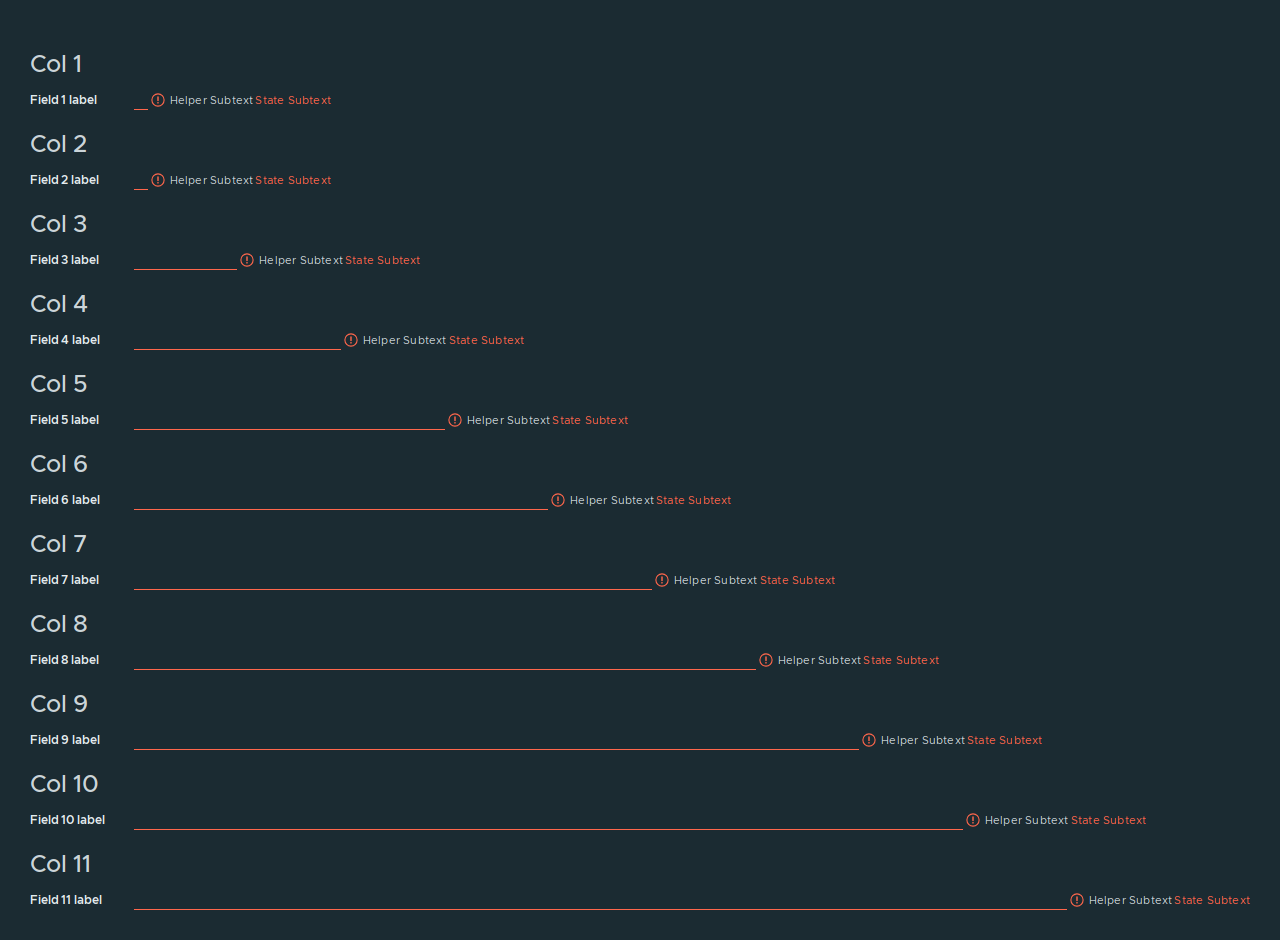 Col 1
Field 1 label Helper Subtext State Subtext
Col 2
Field 2 label Helper Subtext State Subtext
Col 3
Field 3 label Helper Subtext State Subtext
Col 4
Field 4 label Helper Subtext State Subtext
Col 5
Field 5 label Helper Subtext State Subtext
Col 6
Field 6 label Helper Subtext State Subtext
Col 7
Field 7 label Helper Subtext State Subtext
Col 8
Field 8 label Helper Subtext State Subtext
Col 9
Field 9 label Helper Subtext State Subtext
Col 10
Field 10 label Helper Subtext State Subtext
Col 11
Field 11 label Helper Subtext State Subtext